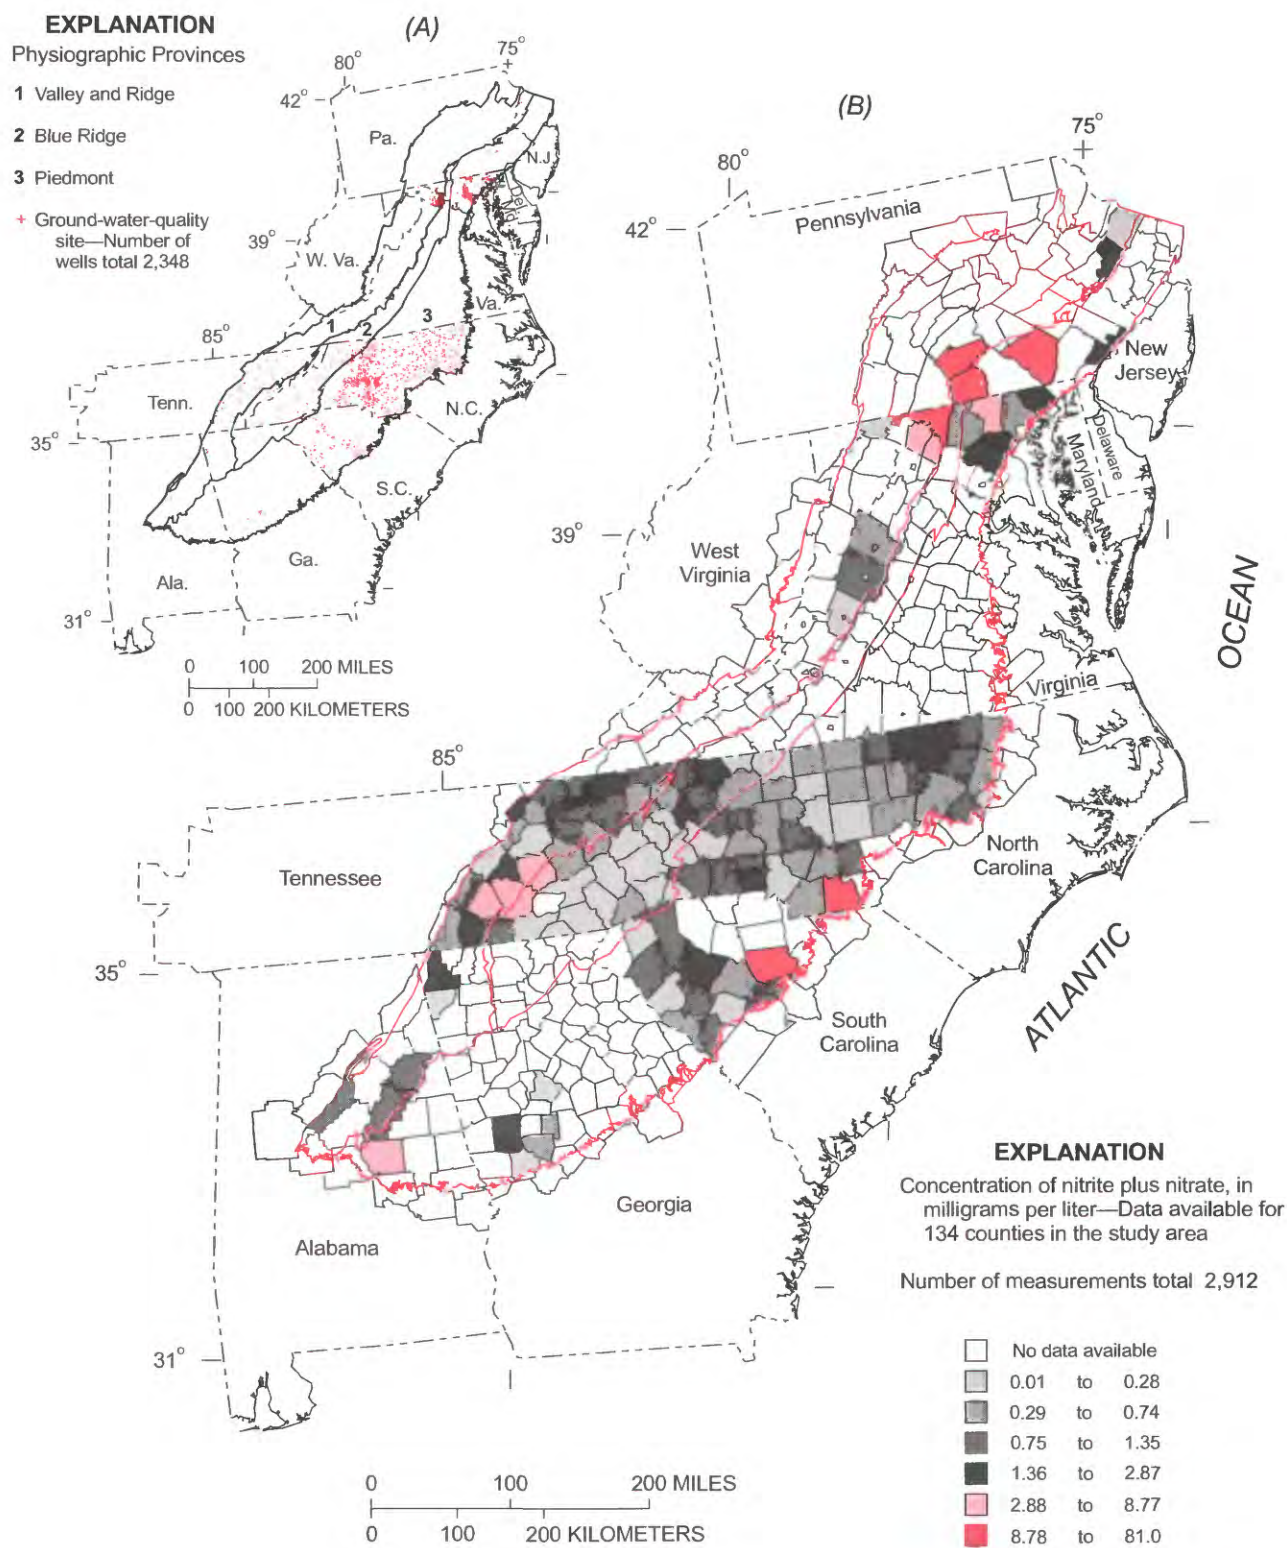 EXPLANATION
Physiographic Provinces
1 Valley and Ridge
2 Blue Ridge
3 Piedmont
+ Ground-water-quality
site—Number of
wells total 2,348
(A)
80°
75°
42°
Pa.
N.J.
Del.
Md.
39°
W. Va.
Va.
1
2
3
85°
Tenn.
N.C.
35°
S.C.
Ga.
Ala.
31°
0 100 200 MILES
0 100 200 KILOMETERS
(B)
75°
80°
42°
Pennsylvania
New
Jersey
Delaware
Maryland
39°
West
Virginia
OCEAN
Virginia
85°
North
Carolina
Tennessee
35°
ATLANTIC
South
Carolina
Georgia
Alabama
31°
0 100 200 MILES
0 100 200 KILOMETERS
EXPLANATION
Concentration of nitrite plus nitrate, in
milligrams per liter—Data available for
134 counties in the study area
Number of measurements total 2,912
No data available
0.01 to 0.28
0.29 to 0.74
0.75 to 1.35
1.36 to 2.87
2.88 to 8.77
8.78 to 81.0